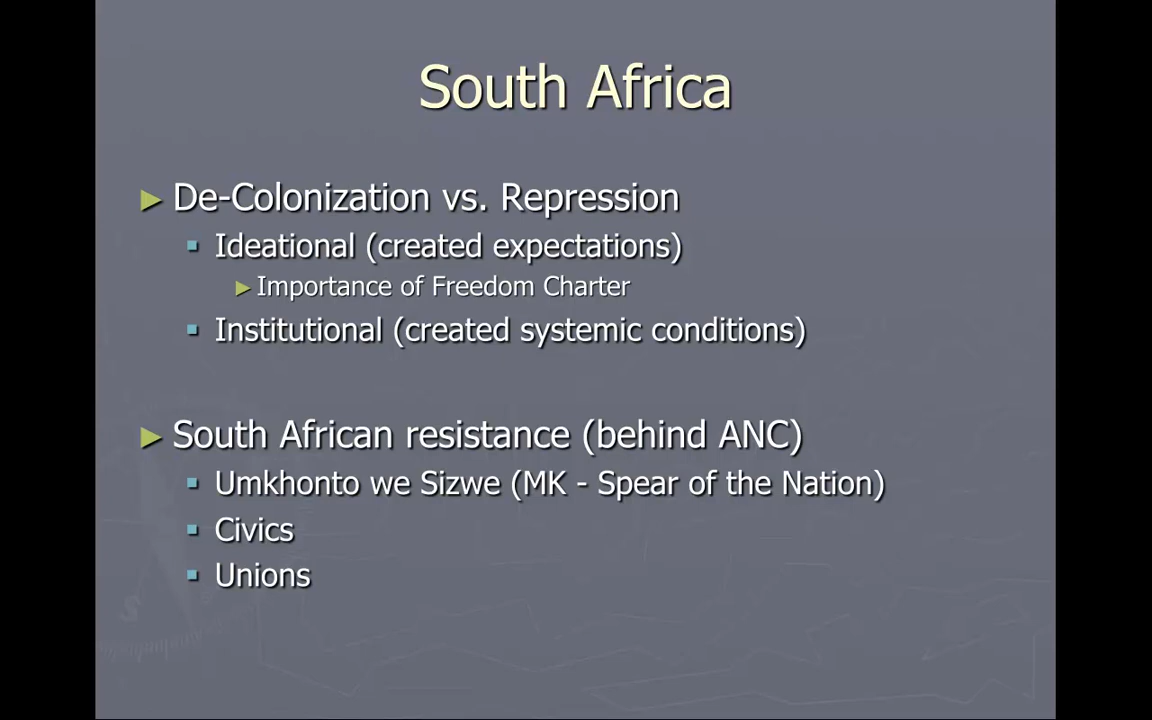 South Africa
De-Colonization vs. Repression
Ideational (created expectations)
Importance of Freedom Charter
Institutional (created systemic conditions)
South African resistance (behind ANC)
Umkhonto we Sizwe (MK - Spear of the Nation)
Civics
Unions